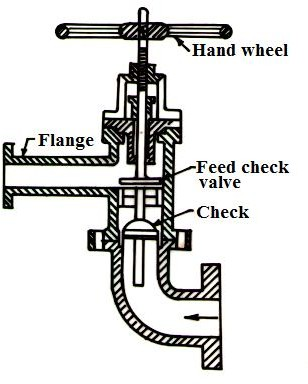 Hand wheel
Flange
Feed check
valve
Check